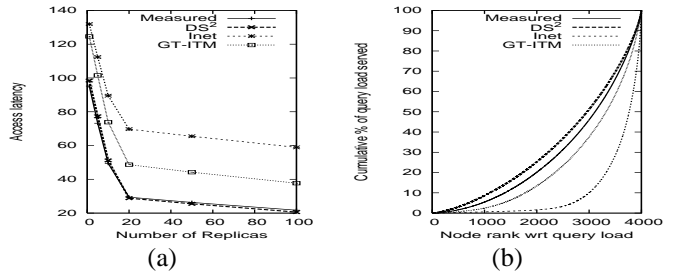 Access latency
140
120
100
80
60
40
20
0 20 40 60 80 100
Number of Replicas
Measured
DS²
Inet
GT-ITM
(a)
Cumulative % of query load served
100
90
80
70
60
50
40
30
20
10
0
0 1000 2000 3000 4000
Node rank wrt query load
Measured
DS²
Inet
GT-ITM
(b)